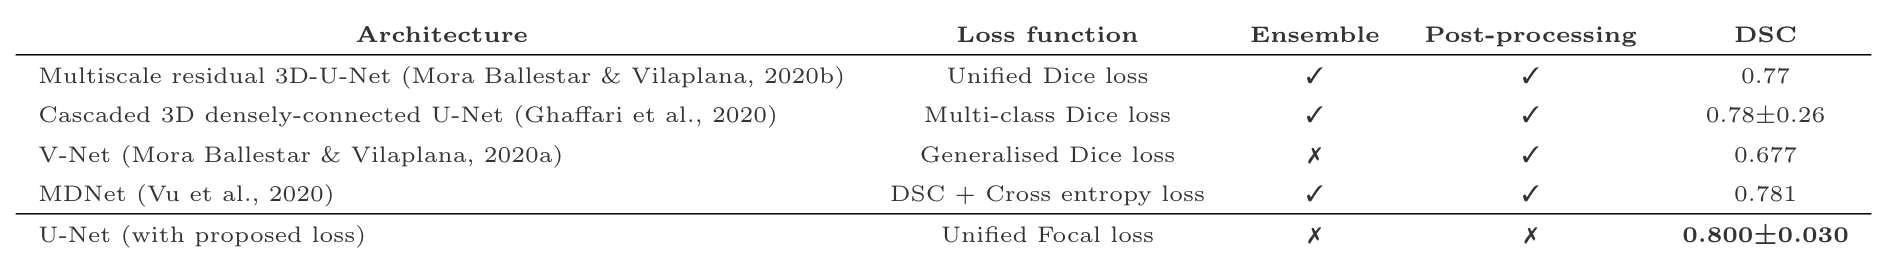 Architecture Loss function Ensemble Post-processing DSC
Multiscale residual 3D-U-Net (Mora Ballestar & Vilaplana, 2020b) Unified Dice loss ✓ ✓ 0.77
Cascaded 3D densely-connected U-Net (Ghaffari et al., 2020) Multi-class Dice loss ✓ ✓ 0.78±0.26
V-Net (Mora Ballestar & Vilaplana, 2020a) Generalised Dice loss ✗ ✓ 0.677
MDNet (Vu et al., 2020) DSC + Cross entropy loss ✓ ✓ 0.781
U-Net (with proposed loss) Unified Focal loss ✗ ✗ 0.800±0.030